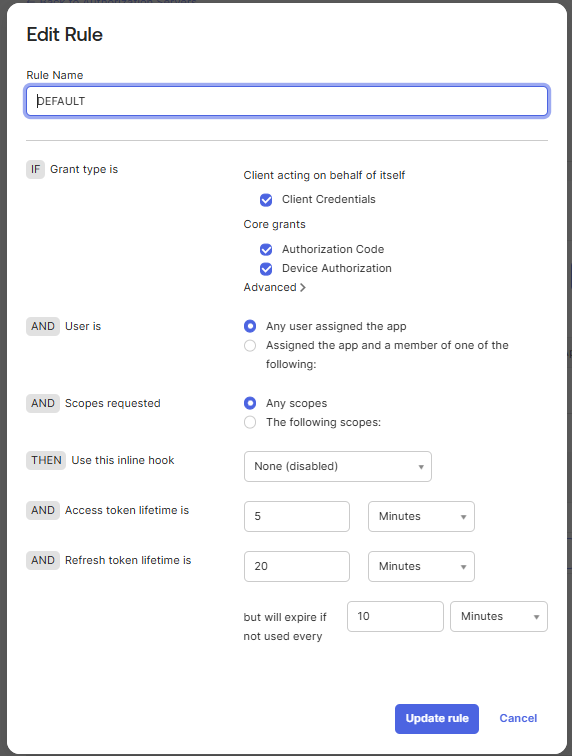 Back to Authorization Servers
Edit Rule
Rule Name
DEFAULT
IF Grant type is
Client acting on behalf of itself
Client Credentials
Core grants
Authorization Code
Device Authorization
Advanced
AND User is
Any user assigned the app
Assigned the app and a member of one of the
following:
AND Scopes requested
Any scopes
The following scopes:
THEN Use this inline hook
None (disabled)
AND Access token lifetime is
5 Minutes
AND Refresh token lifetime is
20 Minutes
but will expire if
not used every
10 Minutes
Update rule Cancel